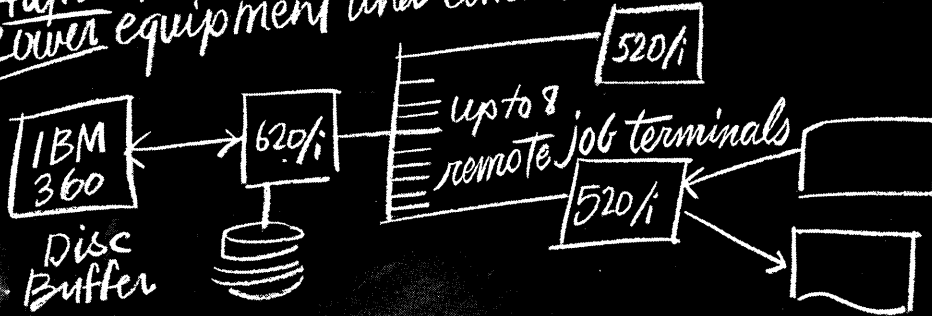 Lower equipment and
520/i
IBM
360
620/i
up to 8
remote job terminals
520/i
Disc
Buffer